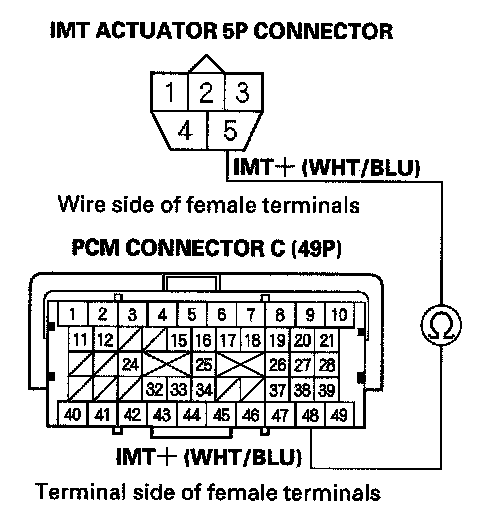 IMT ACTUATOR 5P CONNECTOR
1 2 3
4 5
IMT+ (WHT/BLU)
Wire side of female terminals
PCM CONNECTOR C (49P)
1 2 3 4 5 6 7 8 9 10
11 12 15 16 17 18 19 20 21
Ω
24 25 26 27 28
32 33 34 37 38 39
40 41 42 43 44 45 46 47 48 49
IMT+ (WHT/BLU)
Terminal side of female terminals